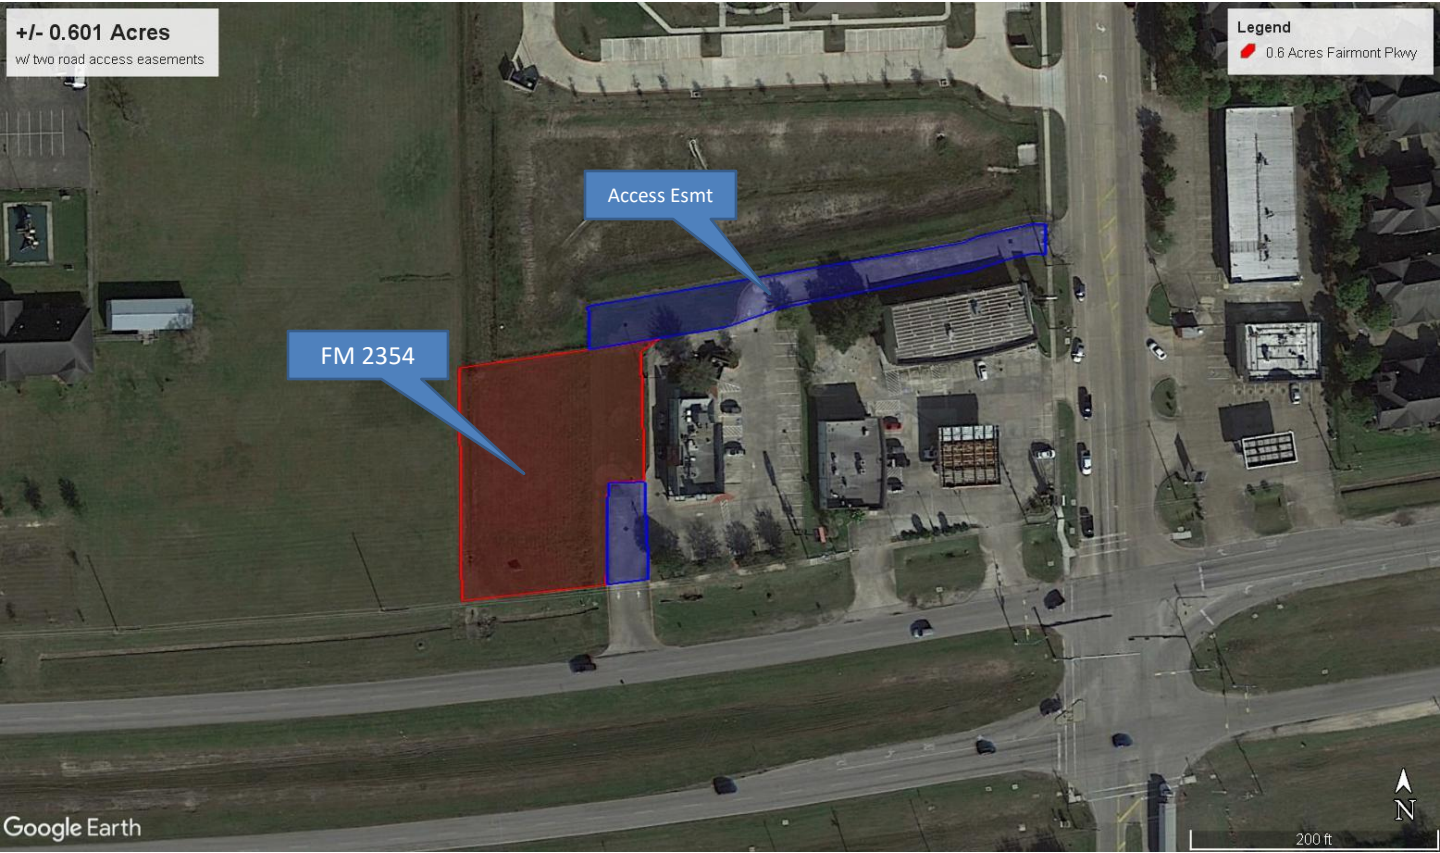 +/- 0.601 Acres
w/ two road access easements
Legend
0.6 Acres Fairmont Pkwy
Access Esmt
FM 2354
N
Google Earth
200 ft